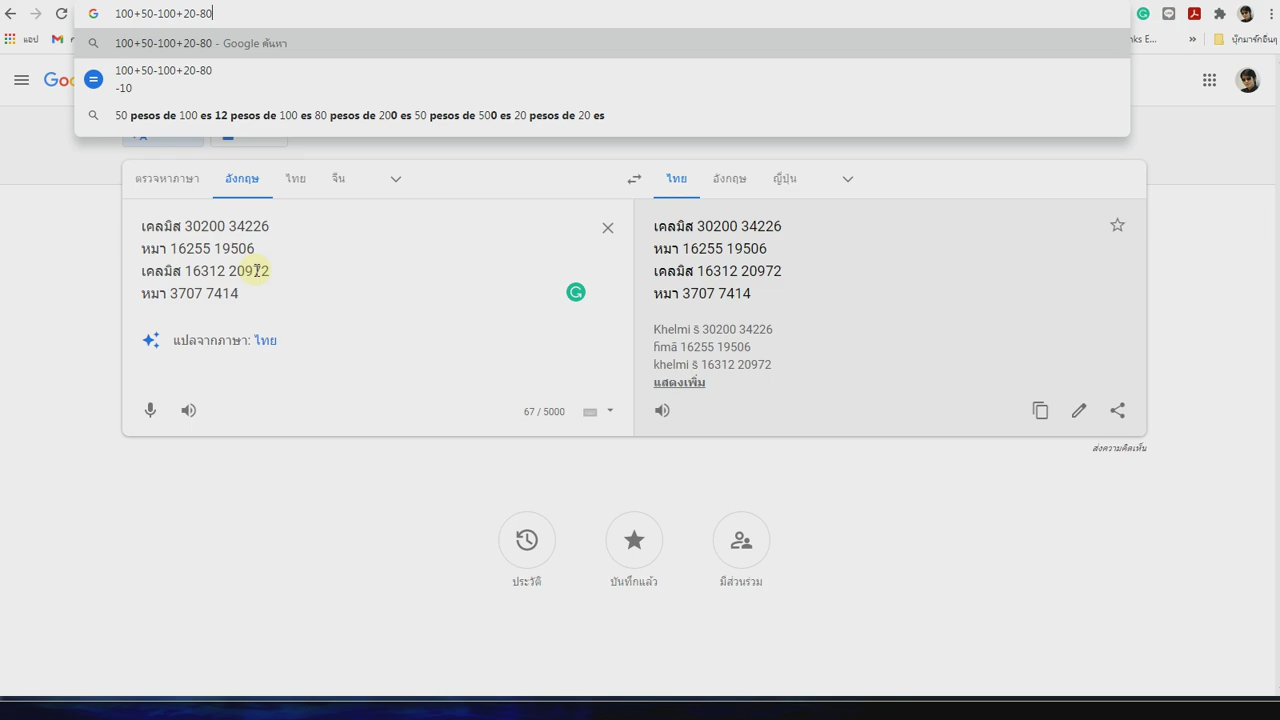 100+50-100+20-80
100+50-100+20-80 - Google ค้นหา
100+50-100+20-80
-10
50 pesos de 100 es 12 pesos de 100 es 80 pesos de 200 es 50 pesos de 500 es 20 pesos de 20 es
แอป
nks E...
»
บุ๊กมาร์กอื่นๆ
ตรวจหาภาษา อังกฤษ ไทย จีน
ไทย อังกฤษ ญี่ปุ่น
เคลมิส 30200 34226
หมา 16255 19506
เคลมิส 16312 20972
หมา 3707 7414
แปลจากภาษา: ไทย
67 / 5000
เคลมิส 30200 34226
หมา 16255 19506
เคลมิส 16312 20972
หมา 3707 7414
Khelmi s̄ 30200 34226
h̄mā 16255 19506
khelmi s̄ 16312 20972
แสดงเพิ่ม
ส่งความคิดเห็น
ประวัติ
บันทึกแล้ว
มีส่วนร่วม